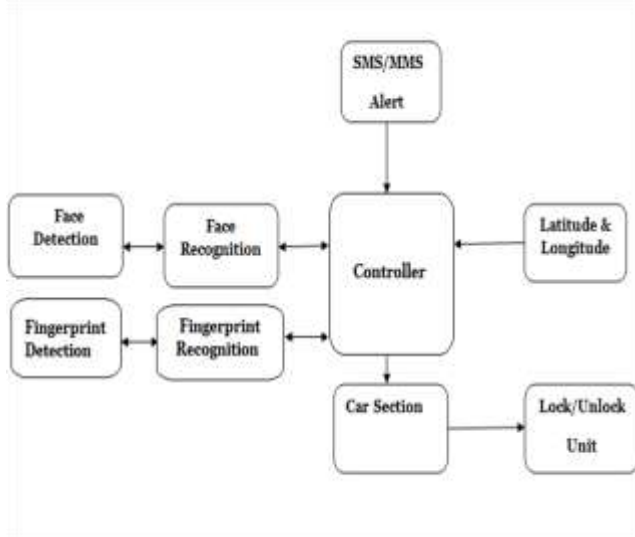 SMS/MMS
Alert
Face
Detection
Face
Recognition
Controller
Latitude &
Longitude
Fingerprint
Detection
Fingerprint
Recognition
Car Section
Lock/Unlock
Unit